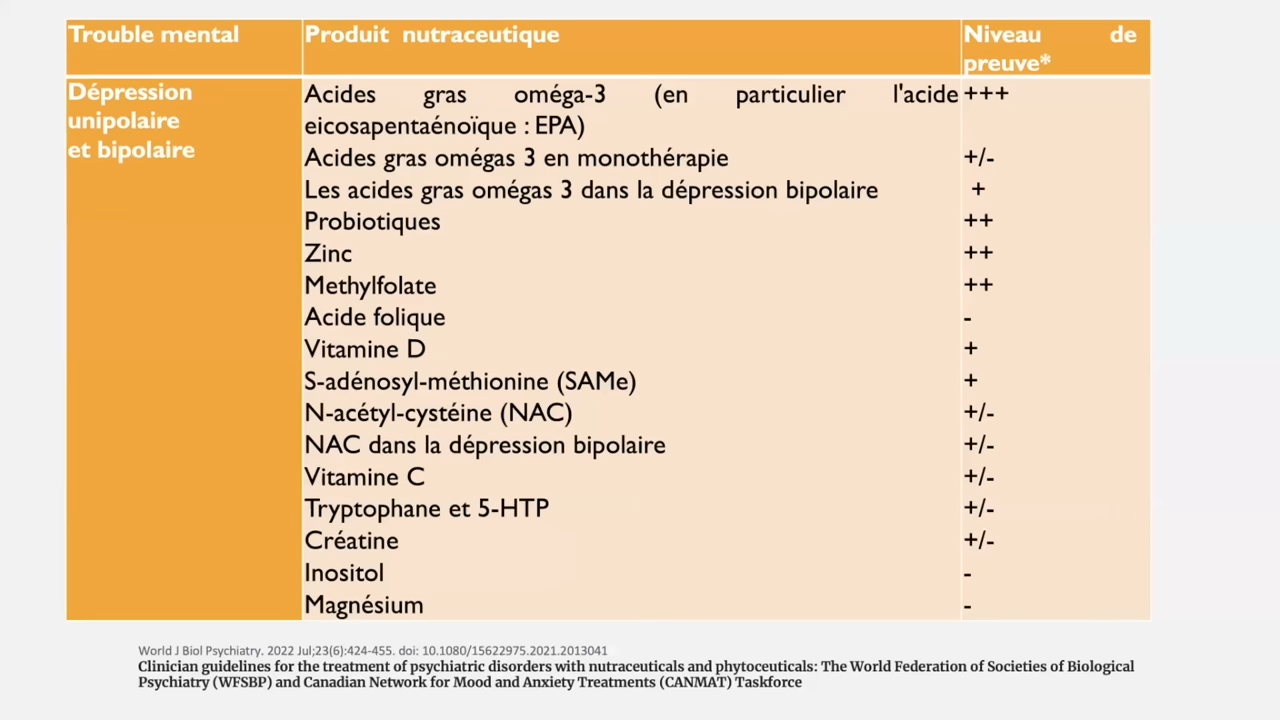 Trouble mental Produit nutraceutique Niveau de
preuve*
Dépression
unipolaire
et bipolaire
Acides gras oméga-3 (en particulier l'acide +++
eicosapentaénoïque : EPA)
Acides gras omégas 3 en monothérapie +/-
Les acides gras omégas 3 dans la dépression bipolaire +
Probiotiques ++
Zinc ++
Methylfolate ++
Acide folique -
Vitamine D +
S-adénosyl-méthionine (SAMe) +
N-acétyl-cystéine (NAC) +/-
NAC dans la dépression bipolaire +/-
Vitamine C +/-
Tryptophane et 5-HTP +/-
Créatine +/-
Inositol -
Magnésium -
World J Biol Psychiatry. 2022 Jul;23(6):424-455. doi: 10.1080/15622975.2021.2013041
Clinician guidelines for the treatment of psychiatric disorders with nutraceuticals and phytoceuticals: The World Federation of Societies of Biological
Psychiatry (WFSBP) and Canadian Network for Mood and Anxiety Treatments (CANMAT) Taskforce